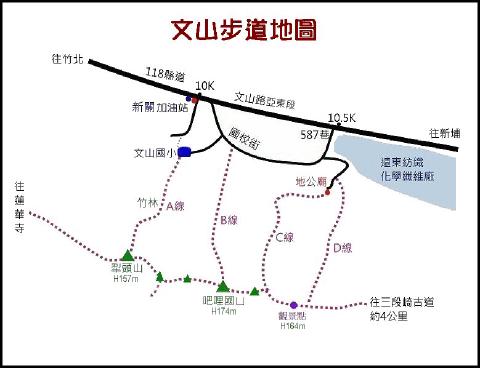 文山步道地圖
往竹北
118縣道
10K
文山路亞東段
新關加油站
國校街
10.5K
587巷
往新埔
文山國小
遠東紡織
化學纖維廠
地公廟
往蓮華寺
竹林
A線
B線
C線
D線
犁頭山
H157m
吧哩國山
H174m
觀景點
H164m
往三段崎古道
約4公里